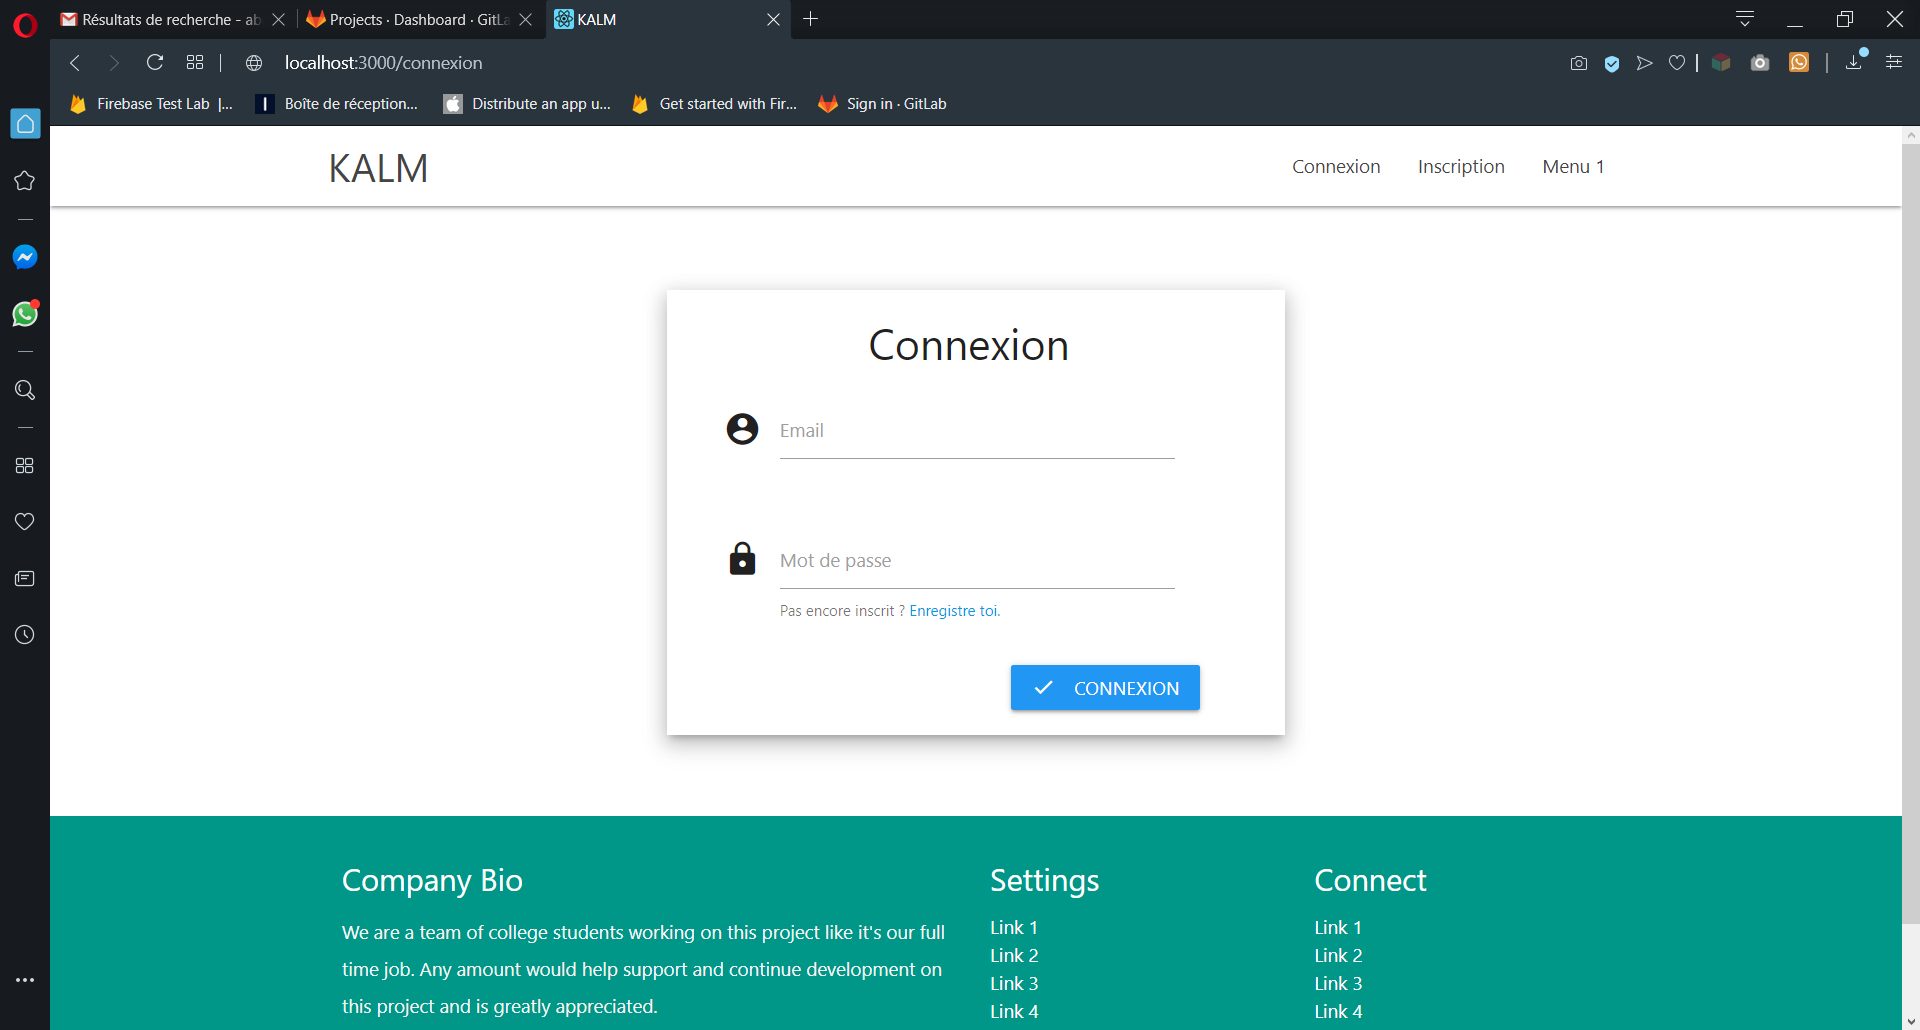 Résultats de recherche - ab
Projects · Dashboard · GitLa
KALM
localhost:3000/connexion
Firebase Test Lab |...
Boîte de réception...
Distribute an app u...
Get started with Fir...
Sign in · GitLab
KALM
Connexion
Inscription
Menu 1
Connexion
Email
Mot de passe
Pas encore inscrit ? Enregistre toi.
CONNEXION
Company Bio
We are a team of college students working on this project like it's our full
time job. Any amount would help support and continue development on
this project and is greatly appreciated.
Settings
Link 1
Link 2
Link 3
Link 4
Connect
Link 1
Link 2
Link 3
Link 4